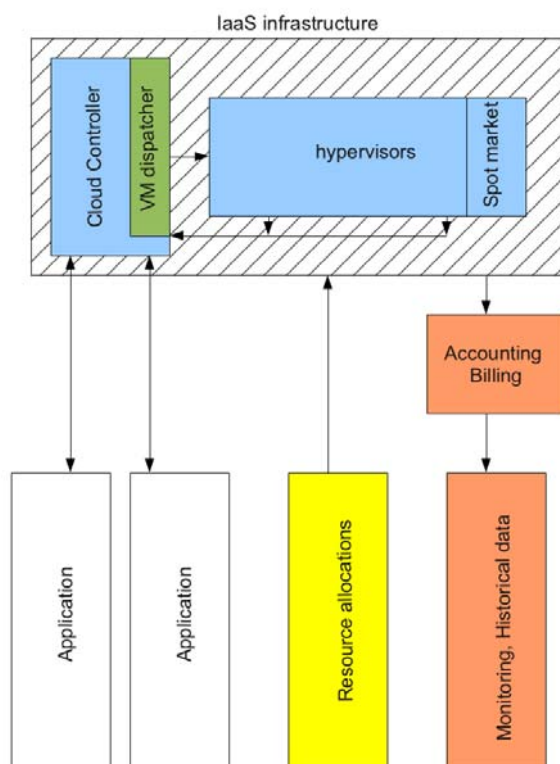 IaaS infrastructure
Cloud Controller
VM dispatcher
hypervisors
Spot market
Accounting
Billing
Application
Application
Resource allocations
Monitoring, Historical data